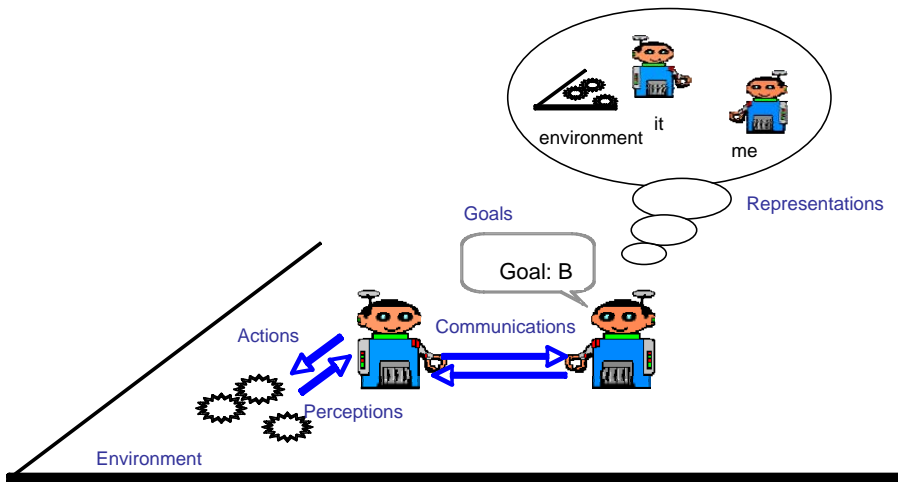 it
environment
me
Representations
Goals
Goal: B
Actions
Communications
Perceptions
Environment